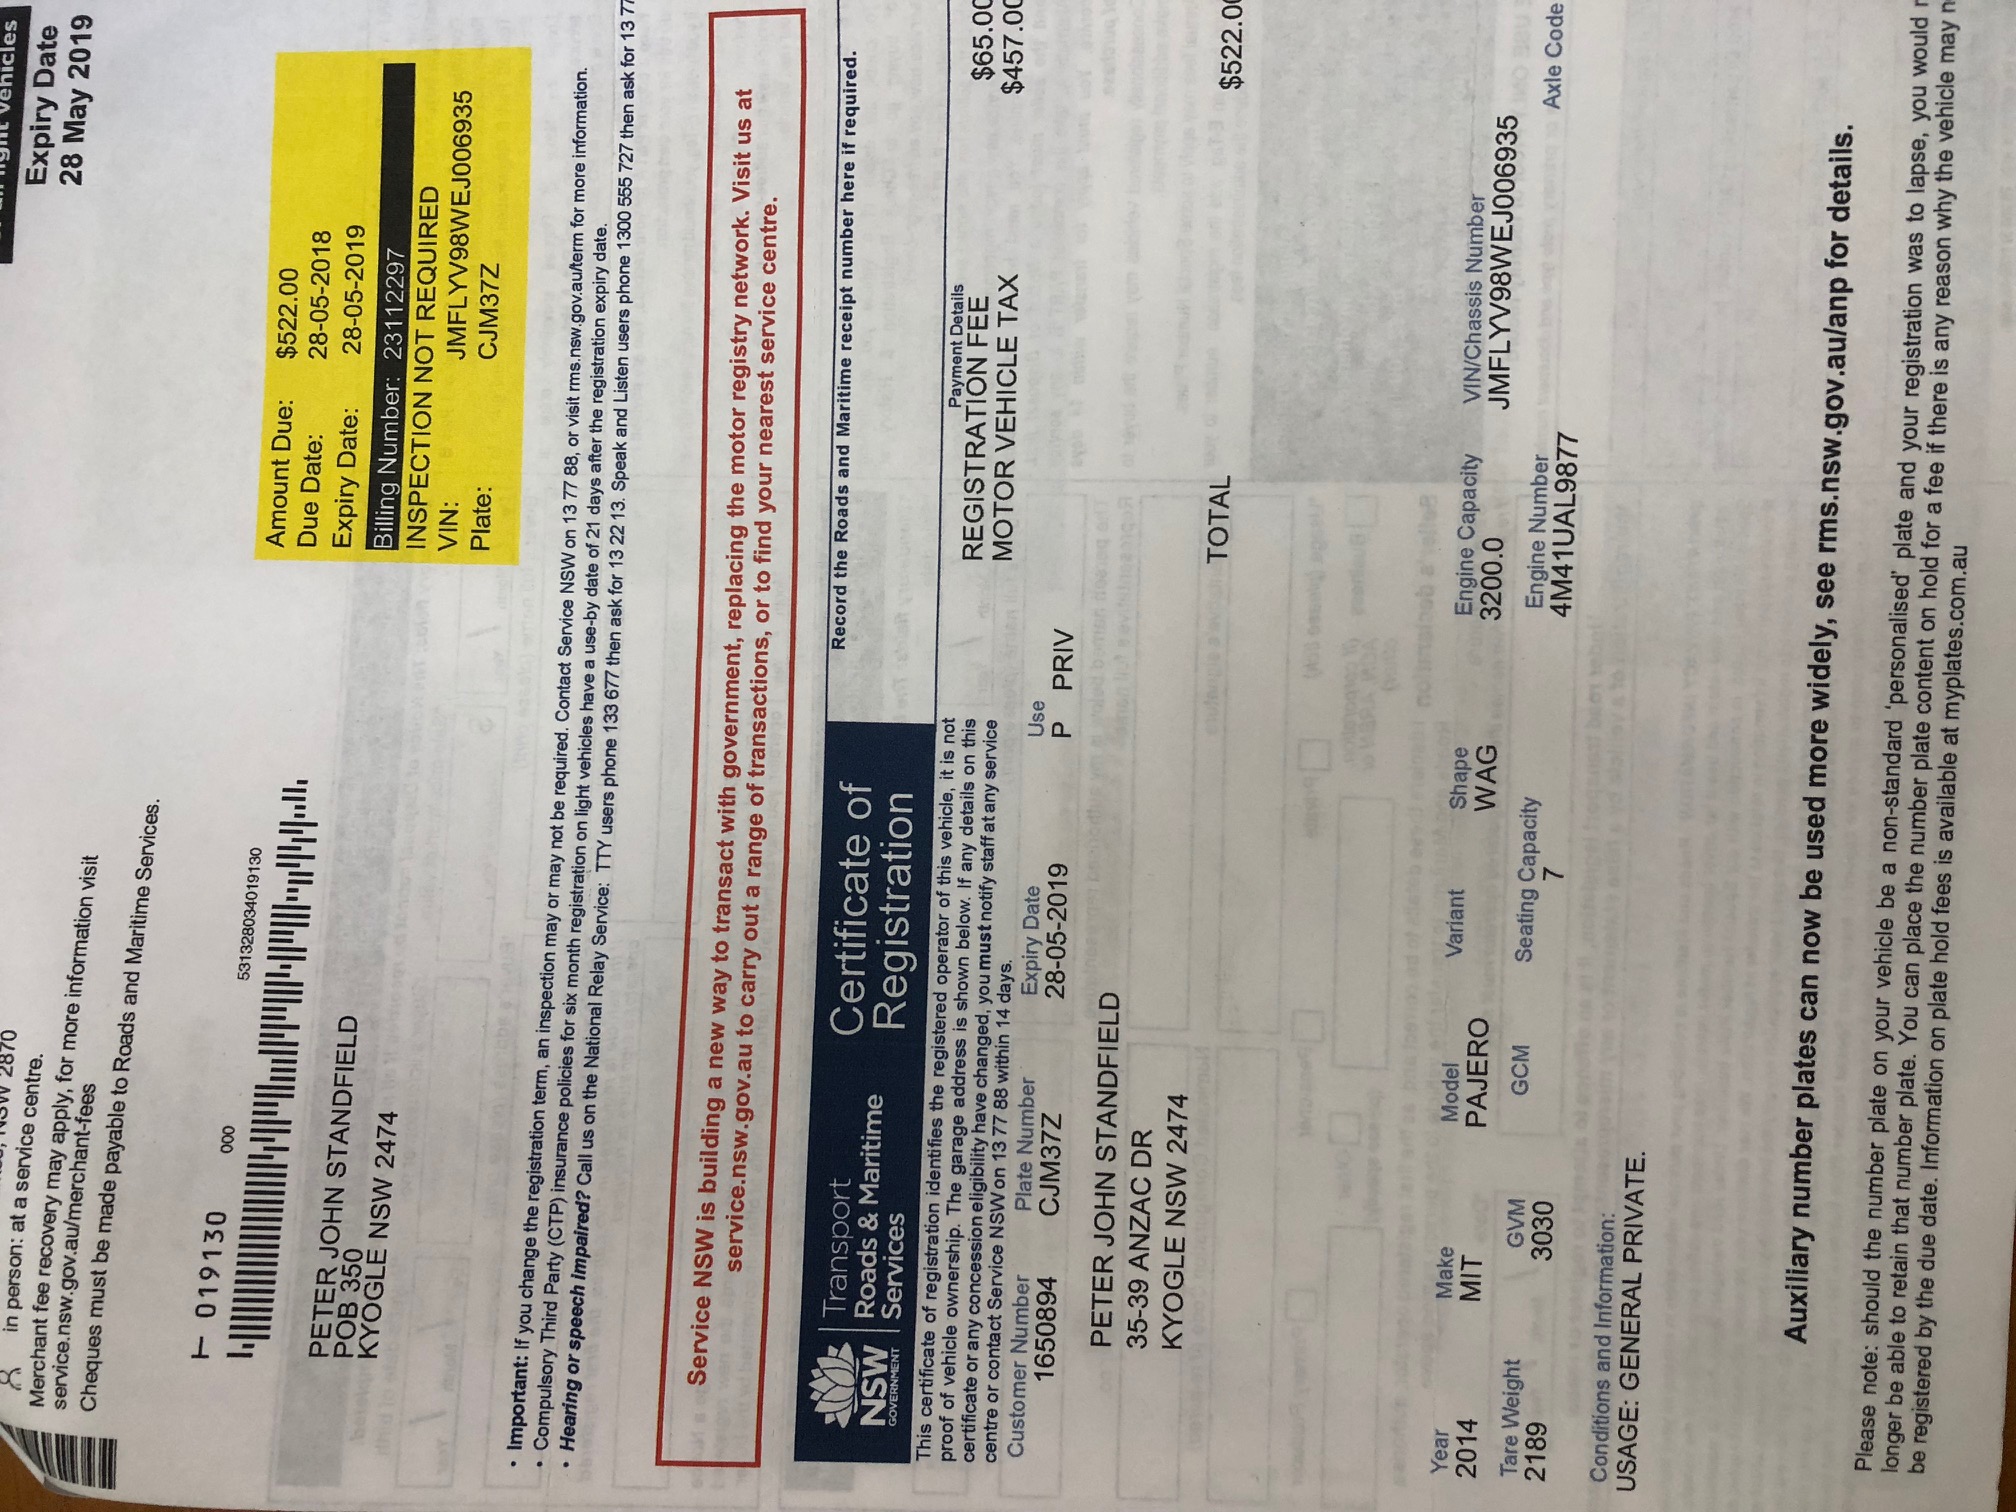 NSW 2870
in person: at a service centre.
Merchant fee recovery may apply, for more information visit
service.nsw.gov.au/merchant-fees
Cheques must be made payable to Roads and Maritime Services.
light vehicles
Expiry Date
28 May 2019
019130 000 531328034019130
PETER JOHN STANDFIELD
POB 350
KYOGLE NSW 2474
Amount Due: $522.00
Due Date: 28-05-2018
Expiry Date: 28-05-2019
Billing Number: 23112297
INSPECTION NOT REQUIRED
VIN: JMFLYV98WEJ006935
Plate: CJM37Z
• Important: If you change the registration term, an inspection may or may not be required. Contact Service NSW on 13 77 88, or visit rms.nsw.gov.au/term for more information.
• Compulsory Third Party (CTP) insurance policies for six month registration on light vehicles have a use-by date of 21 days after the registration expiry date.
• Hearing or speech impaired? Call us on the National Relay Service: TTY users phone 133 677 then ask for 13 22 13. Speak and Listen users phone 1300 555 727 then ask for 13 77
Service NSW is building a new way to transact with government, replacing the motor registry network. Visit us at
service.nsw.gov.au to carry out a range of transactions, or to find your nearest service centre.
NSW
GOVERNMENT
Transport
Roads & Maritime
Services
Certificate of
Registration
Record the Roads and Maritime receipt number here if required.
This certificate of registration identifies the registered operator of this vehicle, it is not
proof of vehicle ownership. The garage address is shown below. If any details on this
certificate or any concession eligibility have changed, you must notify staff at any service
centre or contact Service NSW on 13 77 88 within 14 days.
Payment Details
REGISTRATION FEE $65.00
MOTOR VEHICLE TAX $457.00
Customer Number Plate Number Expiry Date Use
1650894 CJM37Z 28-05-2019 P PRIV
PETER JOHN STANDFIELD
35-39 ANZAC DR
KYOGLE NSW 2474
TOTAL $522.00
Year Make Model Variant Shape Engine Capacity VIN/Chassis Number
2014 MIT PAJERO WAG 3200.0 JMFLYV98WEJ006935
Tare Weight GVM GCM Seating Capacity Engine Number Axle Code
2189 3030 7 4M41UAL9877
Conditions and Information:
USAGE: GENERAL PRIVATE.
Auxiliary number plates can now be used more widely, see rms.nsw.gov.au/anp for details.
Please note: should the number plate on your vehicle be a non-standard 'personalised' plate and your registration was to lapse, you would
longer be able to retain that number plate. You can place the number plate content on hold for a fee if there is any reason why the vehicle may
be registered by the due date. Information on plate hold fees is available at myplates.com.au